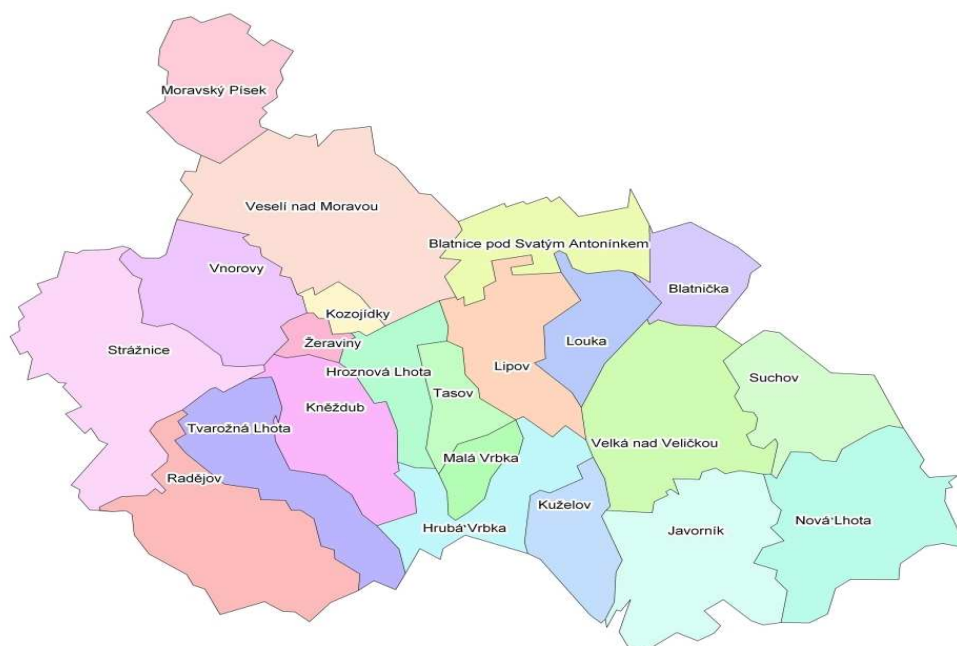 Moravský Písek
Veselí nad Moravou
Blatnice pod Svatým Antonínkem
Vnorovy
Blatnička
Kozojídky
Strážnice
Žeraviny
Louka
Hroznová Lhota
Lipov
Suchov
Tasov
Kněždub
Tvarožná Lhota
Velká nad Veličkou
Malá Vrbka
Radějov
Kuželov
Hrubá Vrbka
Javorník
Nová Lhota